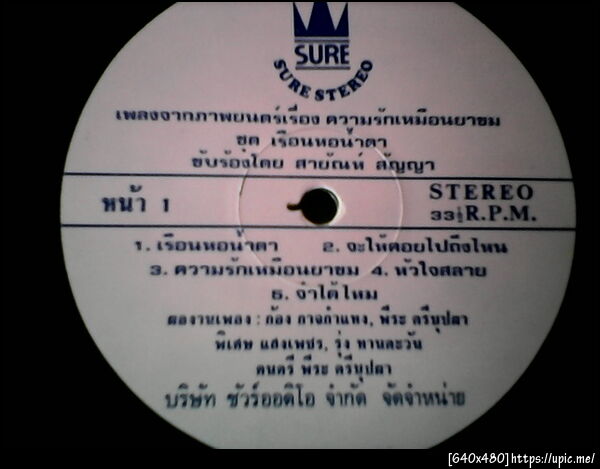 SURE
SURE STEREO
เพลงจากภาพยนตร์เรื่อง ความรักเหมือนยาขม
ชุด เรือนหอน้ำตา
ขับร้องโดย สายัณห์ สัญญา
หน้า 1
STEREO
33⅓ R.P.M.
1. เรือนหอน้ำตา 2. จะให้คอยไปถึงไหน
3. ความรักเหมือนยาขม 4. หัวใจสลาย
5. จำได้ไหม
ผลงานเพลง : ก้อง กาจกำแหง, พีระ ตรีบุปผา
พิเศษ แสงเพชร, รุ่ง ทานตะวัน
ดนตรี พีระ ตรีบุปผา
บริษัท ชัวร์ออดิโอ จำกัด จัดจำหน่าย
[640x480] https://upic.me/